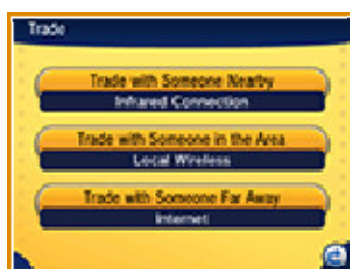 Trade
Trade with Someone Nearby
Infrared Connection
Trade with Someone in the Area
Local Wireless
Trade with Someone Far Away
Internet